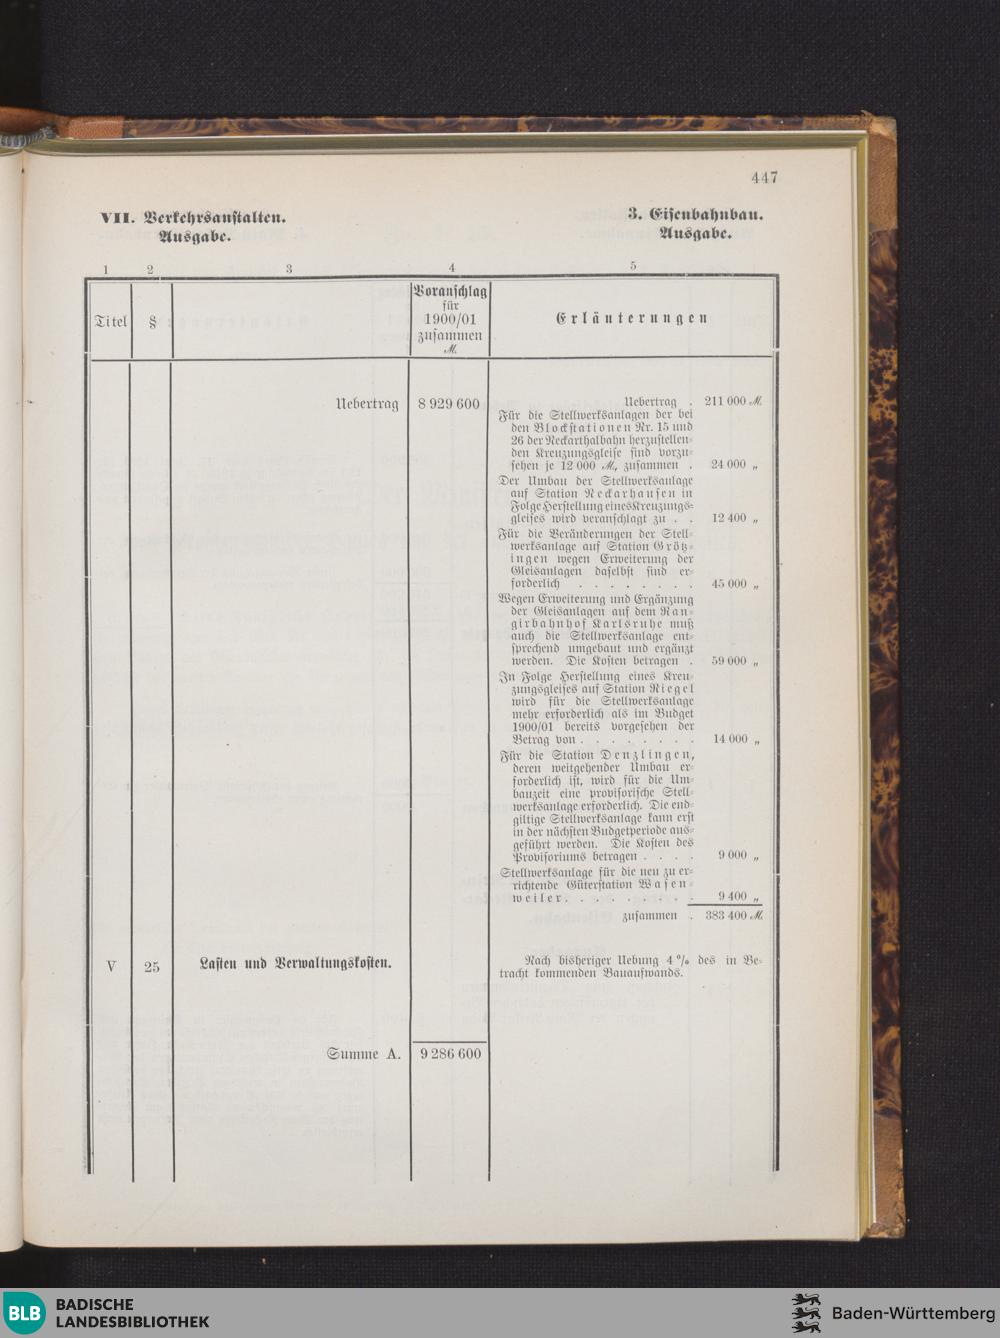 447
VII. Verkehrsanstalten.
Ausgabe.
3. Eisenbahnbau.
Ausgabe.
1 2 3 4 5
Titel
§
Voranschlag
für
1900/01
zusammen
ℳ.
Erläuterungen
Uebertrag
8 929 600
Uebertrag . 211 000 ℳ.
Für die Stellwerksanlagen der bei
den Blockstationen Nr. 15 und
26 der Neckarthalbahn herzustellen-
den Kreuzungsgleise sind vorzu-
sehen je 12 000 ℳ, zusammen . 24 000 „
Der Umbau der Stellwerksanlage
auf Station Neckarhausen in
Folge Herstellung eines Kreuzungs-
gleises wird veranschlagt zu . . 12 400 „
Für die Veränderungen der Stell-
werksanlage auf Station Grötz-
ingen wegen Erweiterung der
Gleisanlagen daselbst sind er-
forderlich . . . . . . . . . 45 000 „
Wegen Erweiterung und Ergänzung
der Gleisanlagen auf dem Ran-
girbahnhof Karlsruhe muß
auch die Stellwerksanlage ent-
sprechend umgebaut und ergänzt
werden. Die Kosten betragen . 59 000 „
In Folge Herstellung eines Kreu-
zungsgleises auf Station Riegel
wird für die Stellwerksanlage
mehr erforderlich als im Budget
1900/01 bereits vorgesehen der
Betrag von . . . . . . . . 14 000 „
Für die Station Denzlingen,
deren weitgehender Umbau er-
forderlich ist, wird für die Um-
bauzeit eine provisorische Stell-
werksanlage erforderlich. Die end-
giltige Stellwerksanlage kann erst
in der nächsten Budgetperiode aus-
geführt werden. Die Kosten des
Provisoriums betragen . . . . 9 000 „
Stellwerksanlage für die neu zu er-
richtende Güterstation Wasen-
weiler . . . . . . . . . 9 400 „
zusammen . 383 400 ℳ.
V
25
Lasten und Verwaltungskosten.
Nach bisheriger Uebung 4 % des in Be-
tracht kommenden Bauaufwands.
Summe A.
9 286 600
BLB
BADISCHE
LANDESBIBLIOTHEK
Baden-Württemberg